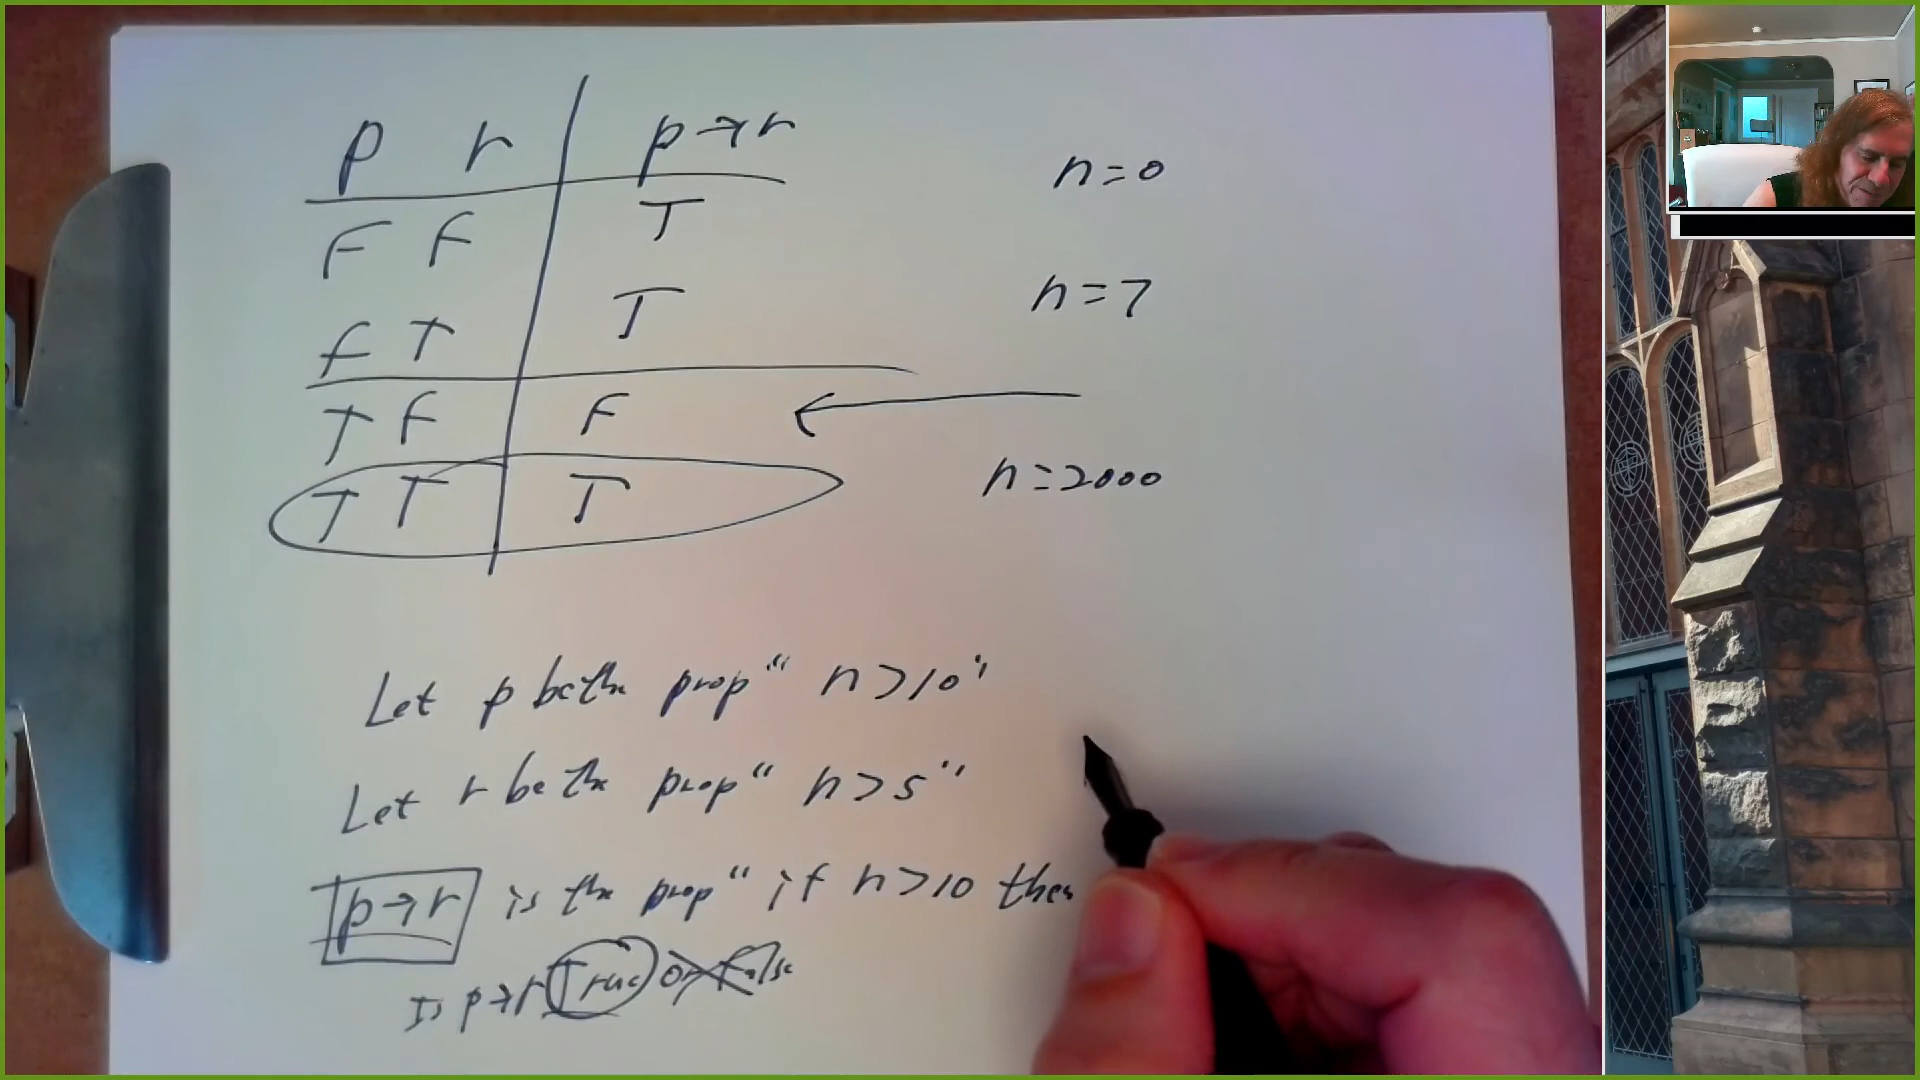 p r p→r
n=0
F F T
n=7
F T T
T F F
n=2000
T T T
Let p be the prop "n>10"
Let r be the prop "n>5"
p→r is the prop "if n>10 then
Is p→r True or False